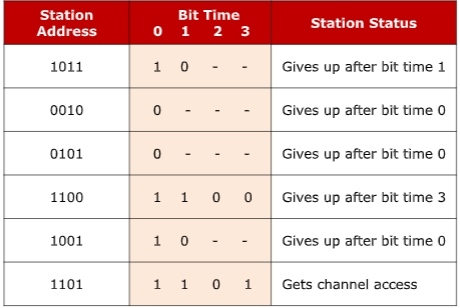 Station Address Bit Time Station Status
0 1 2 3
1011 1 0 - - Gives up after bit time 1
0010 0 - - - Gives up after bit time 0
0101 0 - - - Gives up after bit time 0
1100 1 1 0 0 Gives up after bit time 3
1001 1 0 - - Gives up after bit time 0
1101 1 1 0 1 Gets channel access